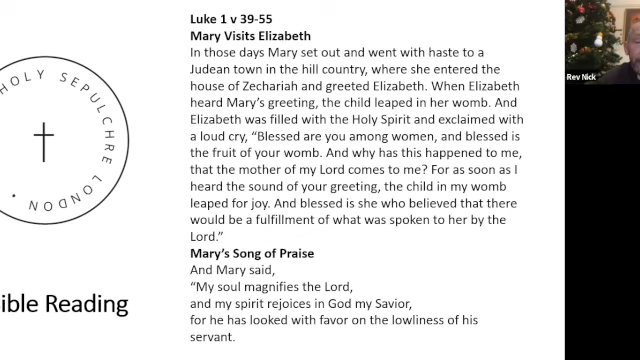 Luke 1 v 39-55
Mary Visits Elizabeth
In those days Mary set out and went with haste to a
Judean town in the hill country, where she entered the
house of Zechariah and greeted Elizabeth. When Elizabeth
heard Mary’s greeting, the child leaped in her womb. And
Elizabeth was filled with the Holy Spirit and exclaimed with
a loud cry, “Blessed are you among women, and blessed is
the fruit of your womb. And why has this happened to me,
that the mother of my Lord comes to me? For as soon as I
heard the sound of your greeting, the child in my womb
leaped for joy. And blessed is she who believed that there
would be a fulfillment of what was spoken to her by the
Lord.”
Mary’s Song of Praise
And Mary said,
“My soul magnifies the Lord,
and my spirit rejoices in God my Savior,
for he has looked with favor on the lowliness of his
servant.
HOLY SEPULCHRE LONDON
ible Reading
Rev Nick